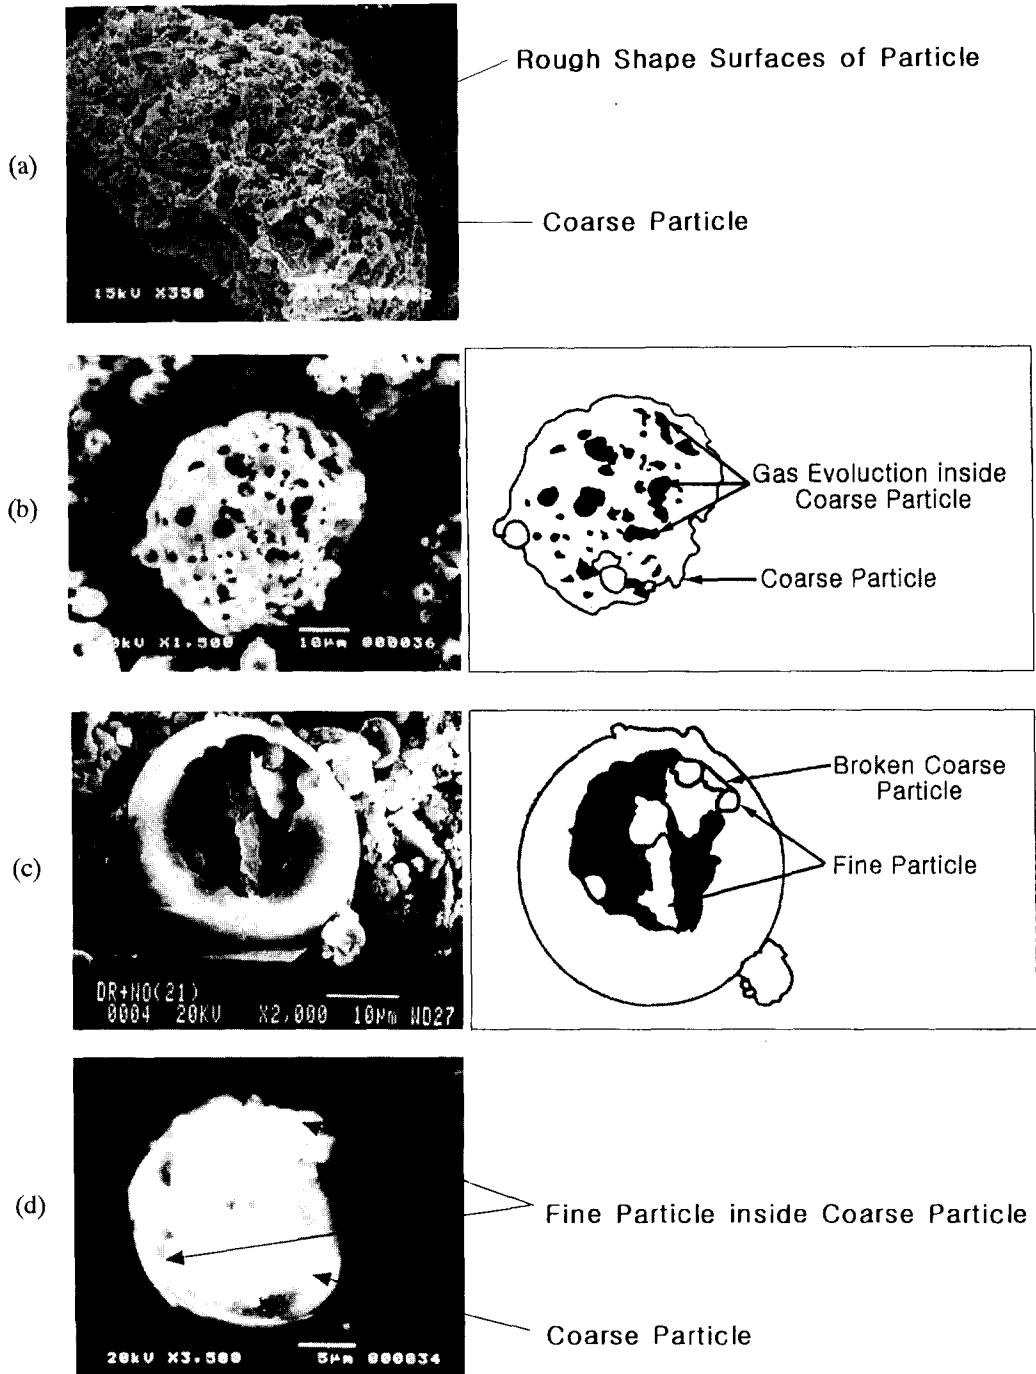 Rough Shape Surfaces of Particle
(a)
Coarse Particle
15kV X350
(b)
Gas Evoluction inside
Coarse Particle
Coarse Particle
X1,500 10μm 000036
(c)
Broken Coarse
Particle
Fine Particle
DR+NO(21)
0004 20KV X2,000 10μm WD27
(d)
Fine Particle inside Coarse Particle
Coarse Particle
20kV X3,500 5μm 000034